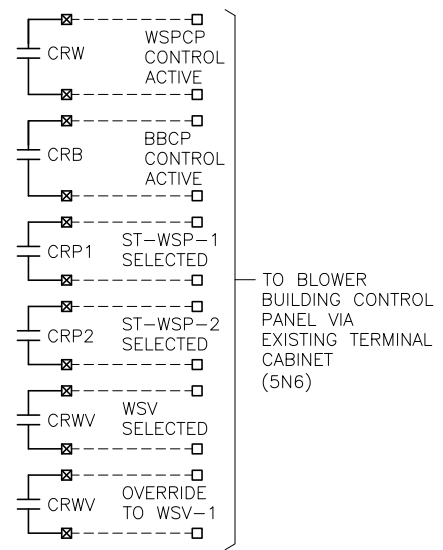 WSPCP
CRW CONTROL
ACTIVE
BBCP
CRB CONTROL
ACTIVE
ST-WSP-1
CRP1 SELECTED
ST-WSP-2
CRP2 SELECTED
WSV
CRWV SELECTED
OVERRIDE
CRWV TO WSV-1
TO BLOWER
BUILDING CONTROL
PANEL VIA
EXISTING TERMINAL
CABINET
(5N6)